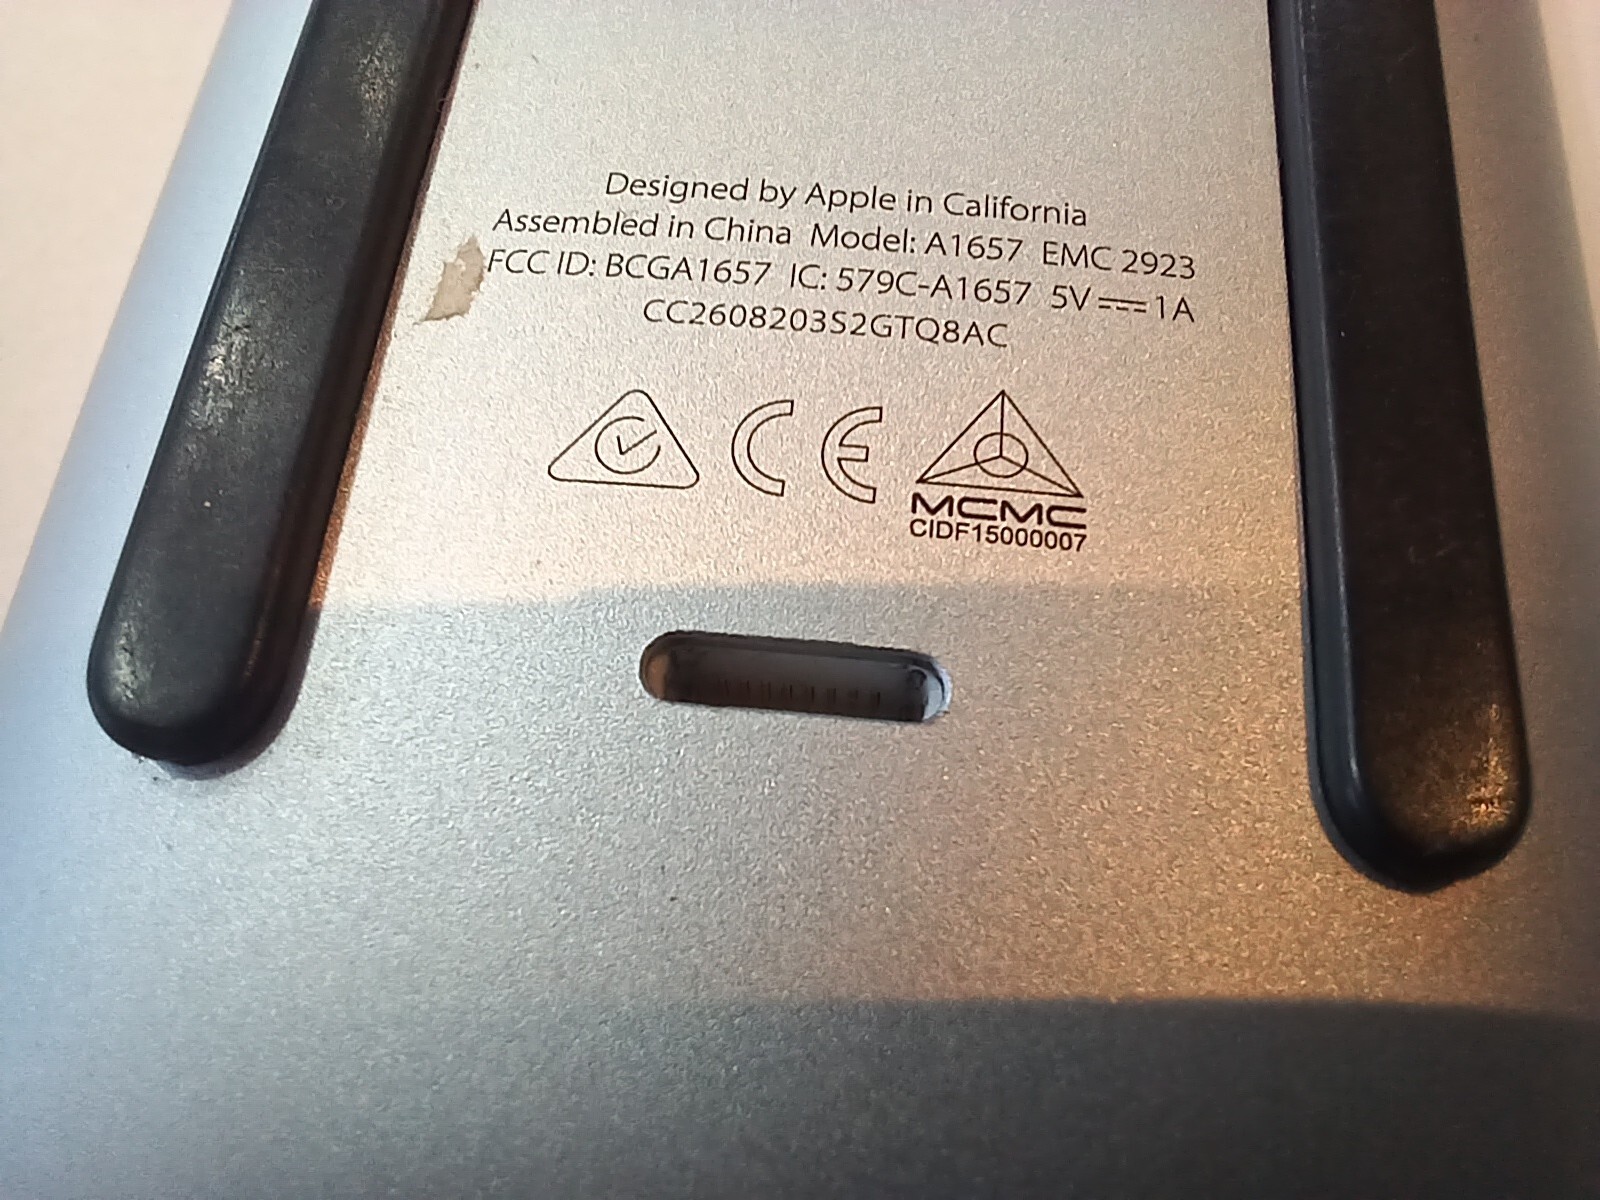 Designed by Apple in California
Assembled in China Model: A1657 EMC 2923
FCC ID: BCGA1657 IC: 579C-A1657 5V⎓1A
CC2608203S2GTQ8AC
CE
MCMC
CIDF15000007